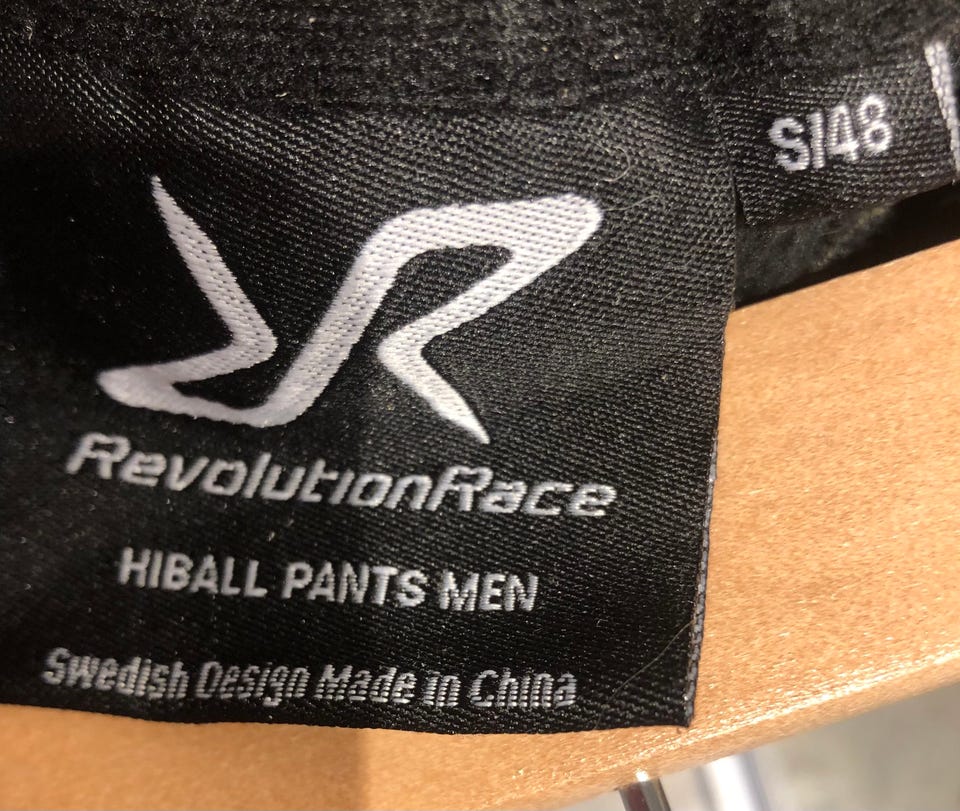 S/48
RevolutionRace
HIBALL PANTS MEN
Swedish Design Made in China